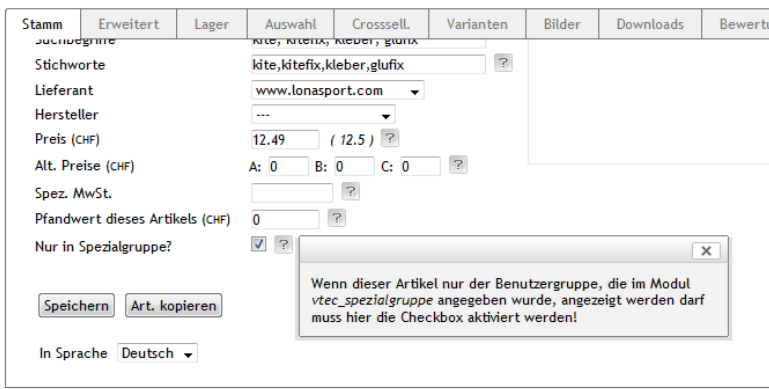 Stamm Erweitert Lager Auswahl Crosssell. Varianten Bilder Downloads Bewertu
Suchbegriffe kite, kitefix, kleber, glufix
Stichworte kite,kitefix,kleber,glufix ?
Lieferant www.lonasport.com
Hersteller ---
Preis (CHF) 12.49 ( 12.5 ) ?
Alt. Preise (CHF) A: 0 B: 0 C: 0 ?
Spez. MwSt. ?
Pfandwert dieses Artikels (CHF) 0 ?
Nur in Spezialgruppe? ?
Wenn dieser Artikel nur der Benutzergruppe, die im Modul
vtec_spezialgruppe angegeben wurde, angezeigt werden darf
muss hier die Checkbox aktiviert werden!
Speichern Art. kopieren
In Sprache Deutsch